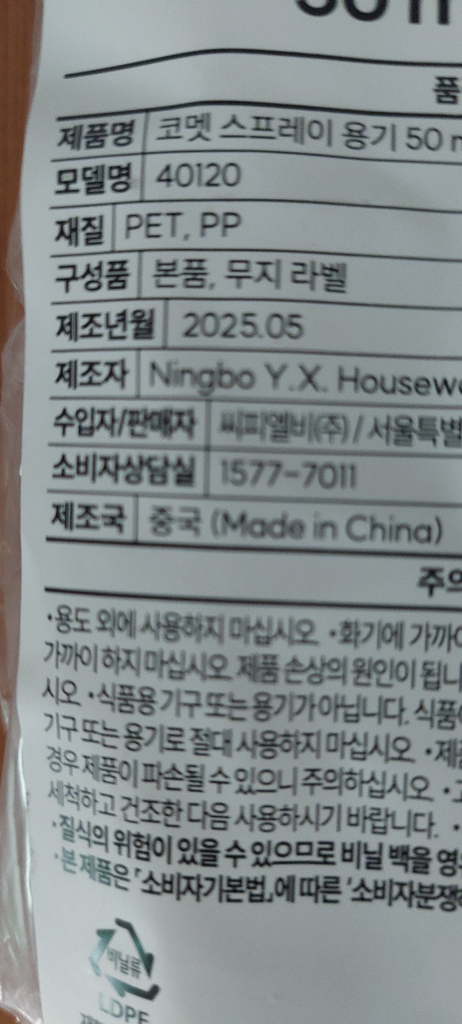 50 m
품
제품명 코멧 스프레이 용기 50 m
모델명 40120
재질 PET, PP
구성품 본품, 무지 라벨
제조년월 2025.05
제조자 Ningbo Y.X. Housewa
수입자/판매자 씨피엘비(주) / 서울특별
소비자상담실 1577-7011
제조국 중국 (Made in China)
주의
•용도 외에 사용하지 마십시오. •화기에 가까이
가까이 하지 마십시오. 제품 손상의 원인이 됩니
시오. •식품용 기구 또는 용기가 아닙니다. 식품
기구 또는 용기로 절대 사용하지 마십시오. •제
경우 제품이 파손될 수 있으니 주의하십시오. •
세척하고 건조한 다음 사용하시기 바랍니다. •
•질식의 위험이 있을 수 있으므로 비닐 백을 영
•본 제품은 「소비자기본법」에 따른 '소비자분쟁
비닐류
LDPE